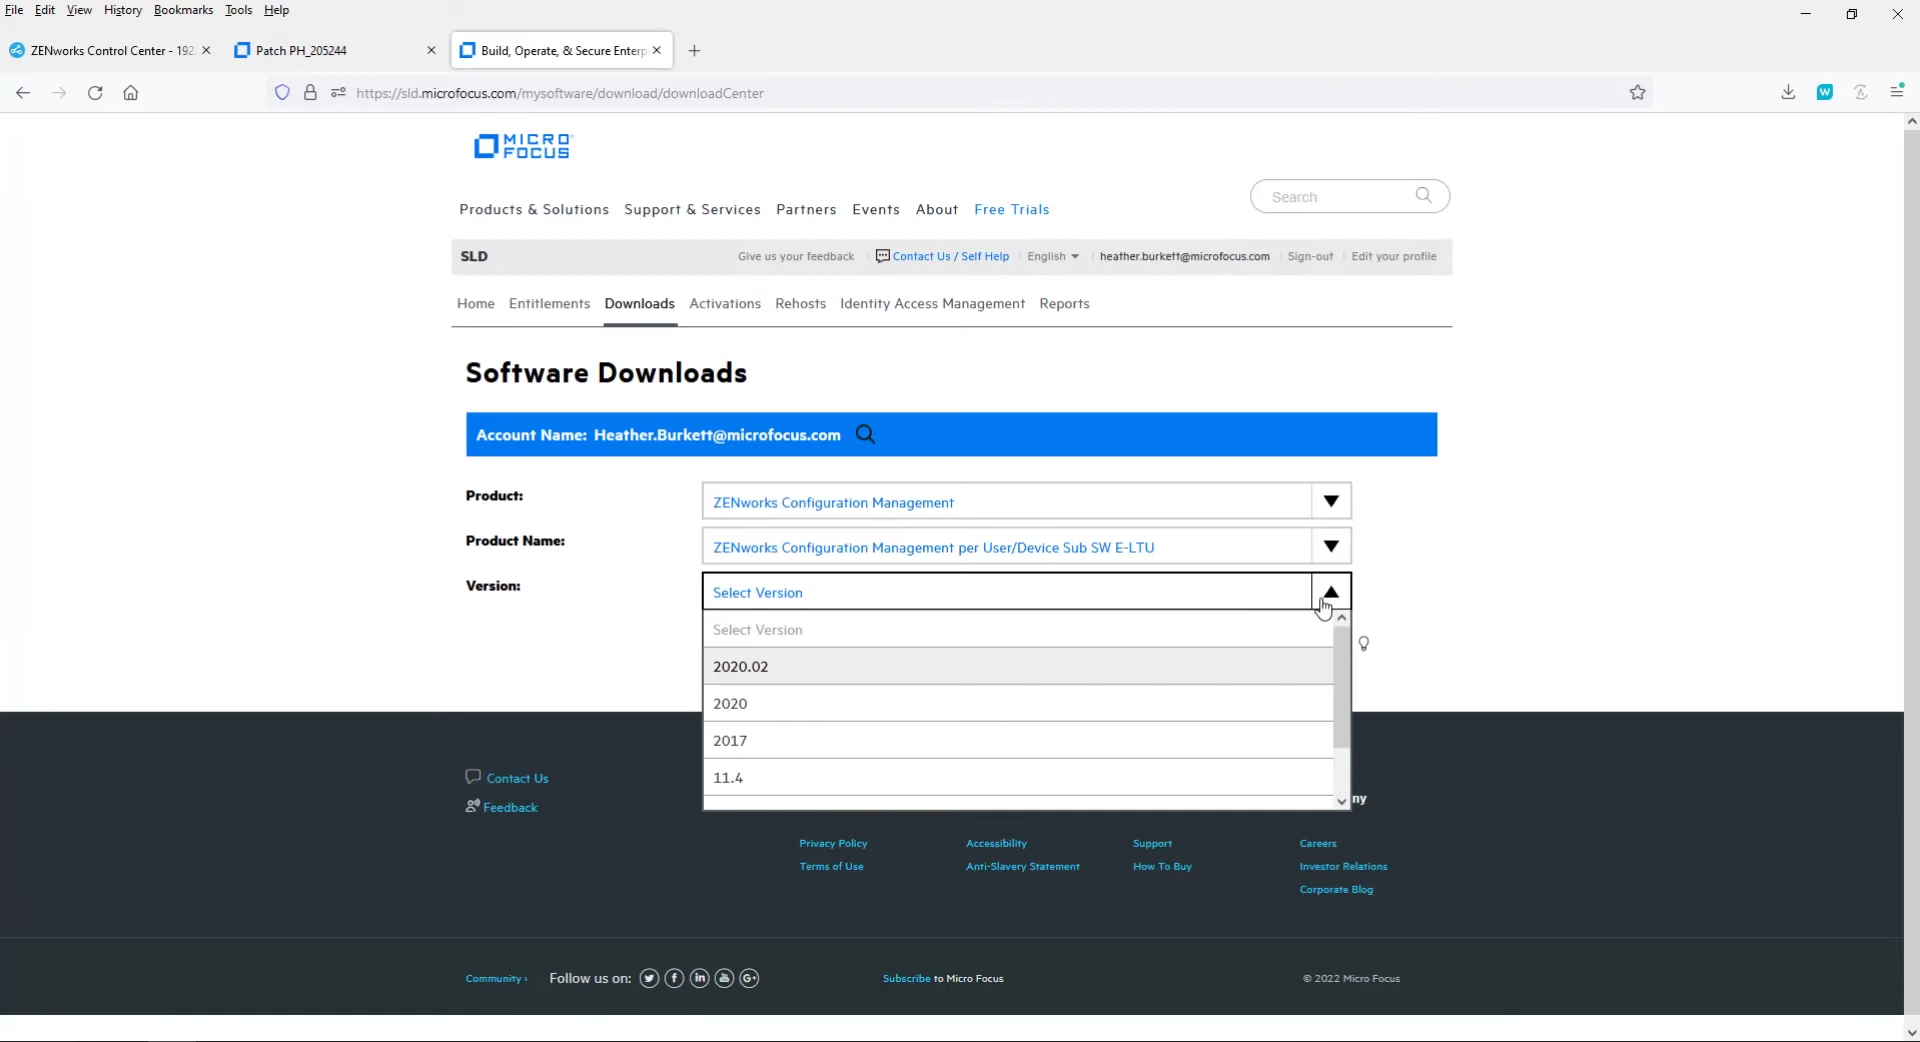 File Edit View History Bookmarks Tools Help
ZENworks Control Center - 192. Patch PH_205244 Build, Operate, & Secure Enterp
https://sld.microfocus.com/mysoftware/download/downloadCenter
MICRO
FOCUS
Search
Products & Solutions Support & Services Partners Events About Free Trials
SLD Give us your feedback Contact Us / Self Help English heather.burkett@microfocus.com Sign-out Edit your profile
Home Entitlements Downloads Activations Rehosts Identity Access Management Reports
Software Downloads
Account Name: Heather.Burkett@microfocus.com
Product: ZENworks Configuration Management
Product Name: ZENworks Configuration Management per User/Device Sub SW E-LTU
Version: Select Version
Select Version
2020.02
2020
2017
11.4
Contact Us
ny
Feedback
Privacy Policy Accessibility Support Careers
Terms of Use Anti-Slavery Statement How To Buy Investor Relations
Corporate Blog
Community › Follow us on: Subscribe to Micro Focus © 2022 Micro Focus